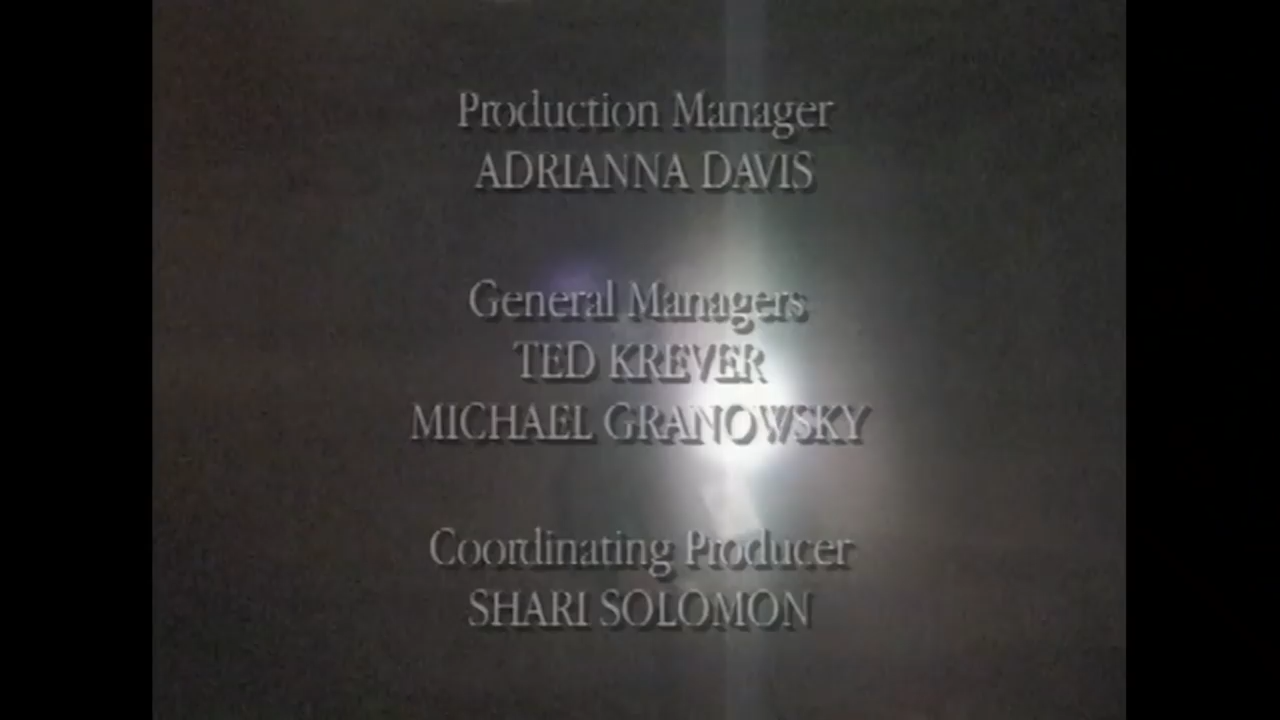 Production Manager
ADRIANNA DAVIS
General Managers
TED KREVER
MICHAEL GRANOWSKY
Coordinating Producer
SHARI SOLOMON